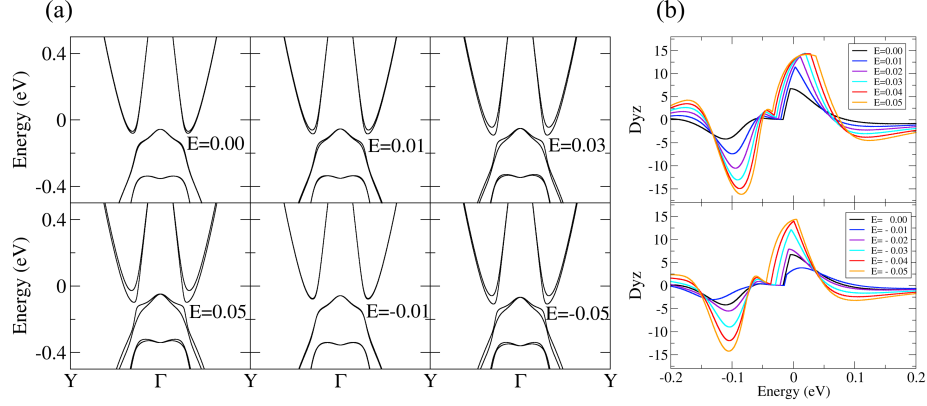 (a)
(b)
Energy (eV)
0.4
0
-0.4
E=0.00
E=0.01
E=0.03
Energy (eV)
0.4
0
-0.4
E=0.05
E=-0.01
E=-0.05
Y
Γ
Y
Γ
Y
Γ
Y
Dyz
15
10
5
0
-5
-10
-15
E=0.00
E=0.01
E=0.02
E=0.03
E=0.04
E=0.05
Dyz
15
10
5
0
-5
-10
-15
E= 0.00
E= - 0.01
E= - 0.02
E= - 0.03
E= - 0.04
E= - 0.05
-0.2
-0.1
0
0.1
0.2
Energy (eV)